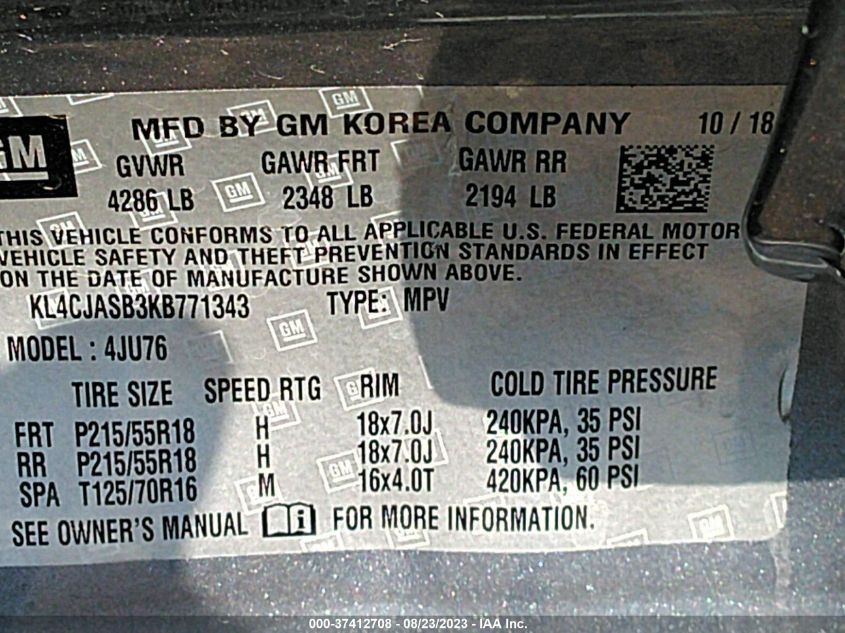 GM
MFD BY GM KOREA COMPANY 10 / 18
GVWR GAWR FRT GAWR RR
4286 LB 2348 LB 2194 LB
THIS VEHICLE CONFORMS TO ALL APPLICABLE U.S. FEDERAL MOTOR
VEHICLE SAFETY AND THEFT PREVENTION STANDARDS IN EFFECT
ON THE DATE OF MANUFACTURE SHOWN ABOVE.
KL4CJASB3KB771343 TYPE: MPV
MODEL : 4JU76
TIRE SIZE SPEED RTG RIM COLD TIRE PRESSURE
FRT P215/55R18 H 18x7.0J 240KPA, 35 PSI
RR P215/55R18 H 18x7.0J 240KPA, 35 PSI
SPA T125/70R16 M 16x4.0T 420KPA, 60 PSI
SEE OWNER'S MANUAL FOR MORE INFORMATION.
000-37412708 - 08/23/2023 - IAA Inc.